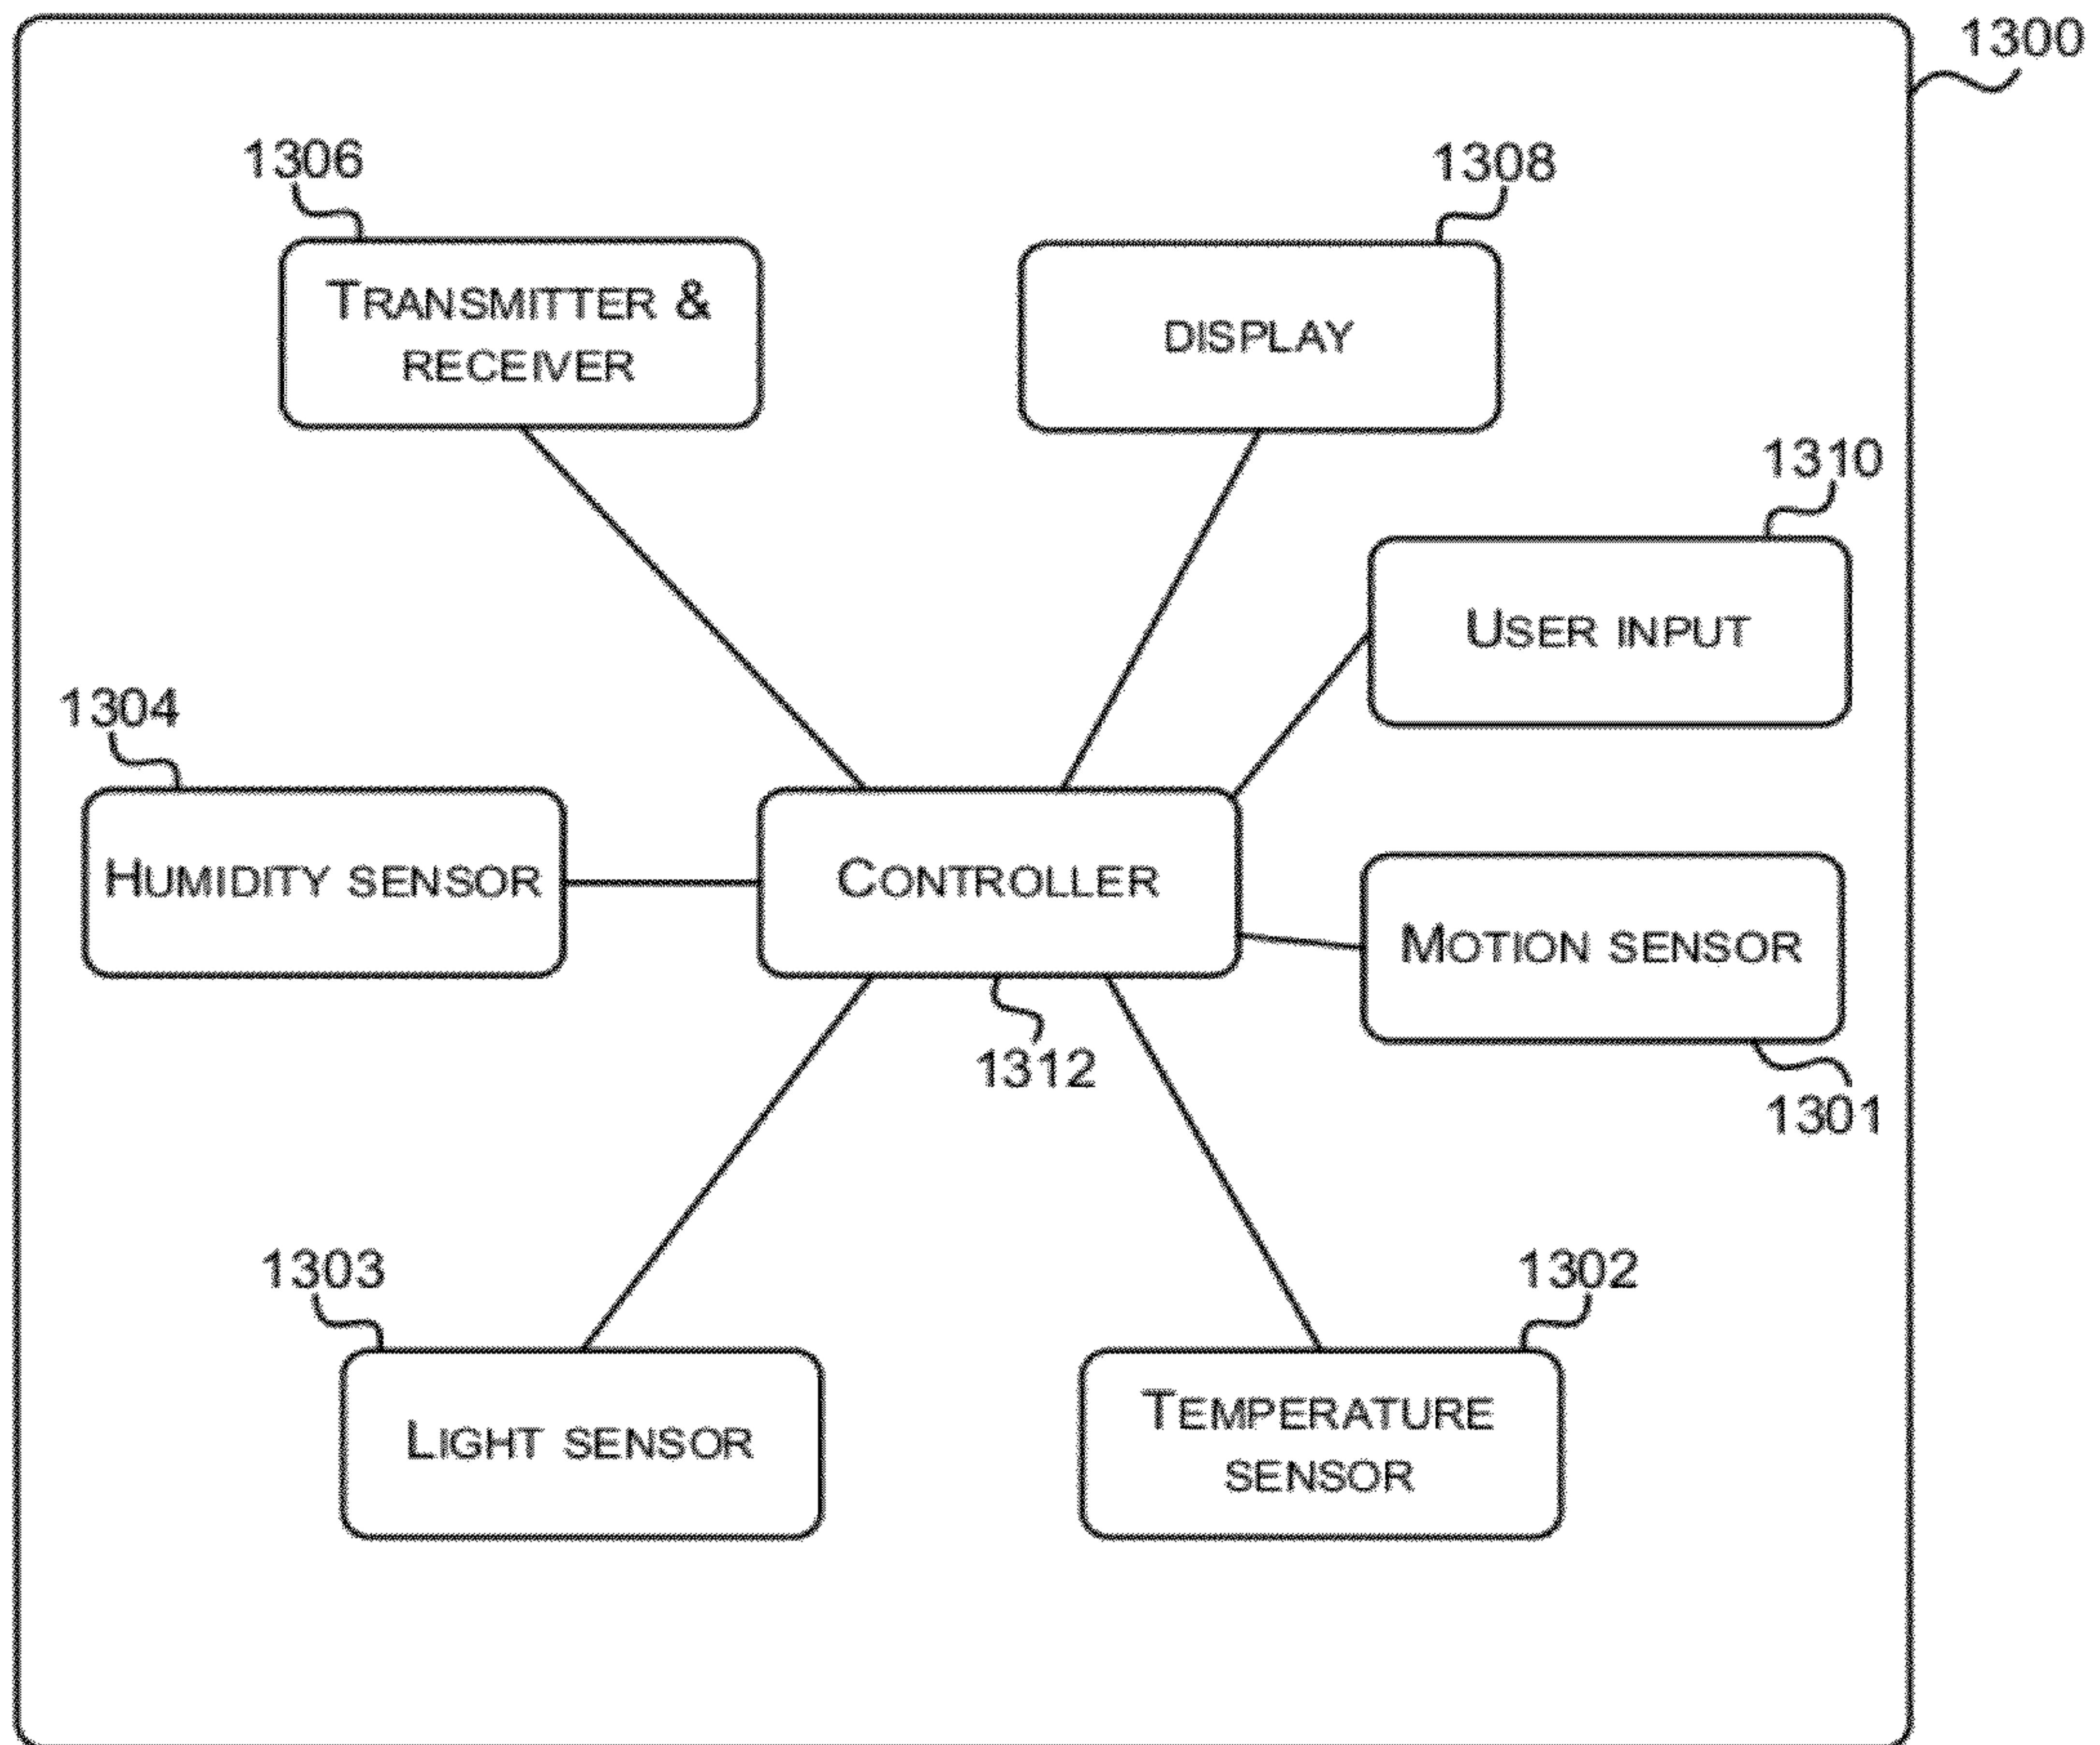 1300
1306
TRANSMITTER &
RECEIVER
1308
DISPLAY
1310
USER INPUT
1304
HUMIDITY SENSOR
CONTROLLER
1312
MOTION SENSOR
1301
1303
LIGHT SENSOR
1302
TEMPERATURE
SENSOR